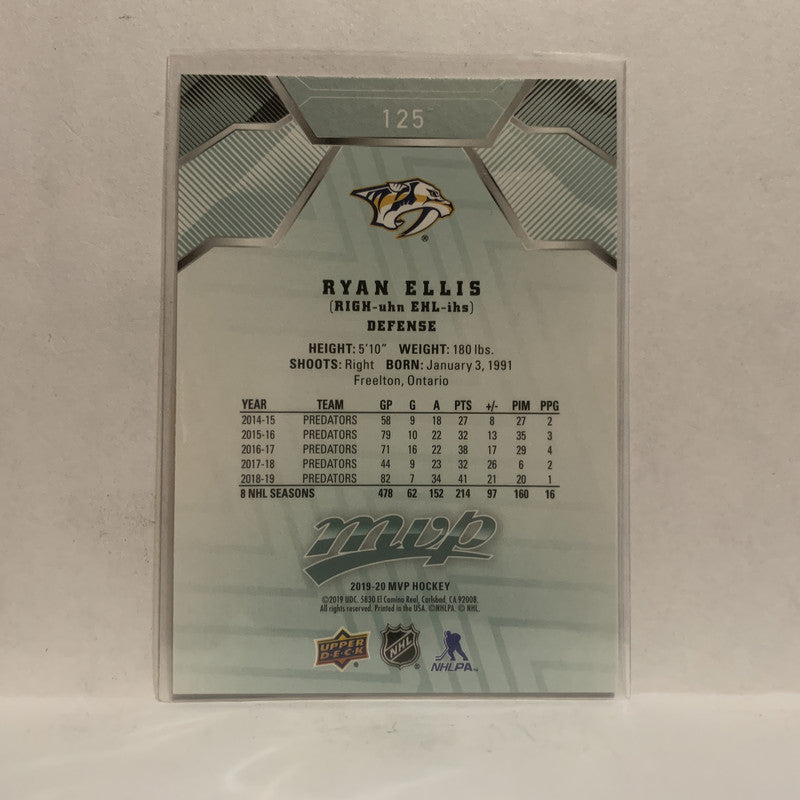 125
RYAN ELLIS
(RIGH-uhn EHL-ihs)
DEFENSE
HEIGHT: 5'10" WEIGHT: 180 lbs.
SHOOTS: Right BORN: January 3, 1991
Freelton, Ontario
YEAR TEAM GP G A PTS +/- PIM PPG
2014-15 PREDATORS 58 9 18 27 8 27 2
2015-16 PREDATORS 79 10 22 32 13 35 3
2016-17 PREDATORS 71 16 22 38 17 29 4
2017-18 PREDATORS 44 9 23 32 26 6 2
2018-19 PREDATORS 82 7 34 41 21 20 1
8 NHL SEASONS 478 62 152 214 97 160 16
mvp
2019-20 MVP HOCKEY
©2019 UDC. 5830 El Camino Real, Carlsbad, CA 92008.
All rights reserved. Printed in the USA. ©NHLPA. © NHL.
UPPER DECK NHL NHLPA